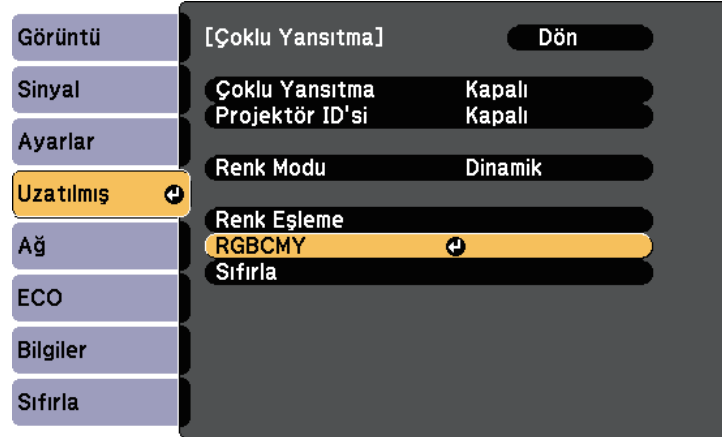 Görüntü
Sinyal
Ayarlar
Uzatılmış
Ağ
ECO
Bilgiler
Sıfırla
[Çoklu Yansıtma] Dön
Çoklu Yansıtma Kapalı
Projektör ID'si Kapalı
Renk Modu Dinamik
Renk Eşleme
RGBCMY
Sıfırla